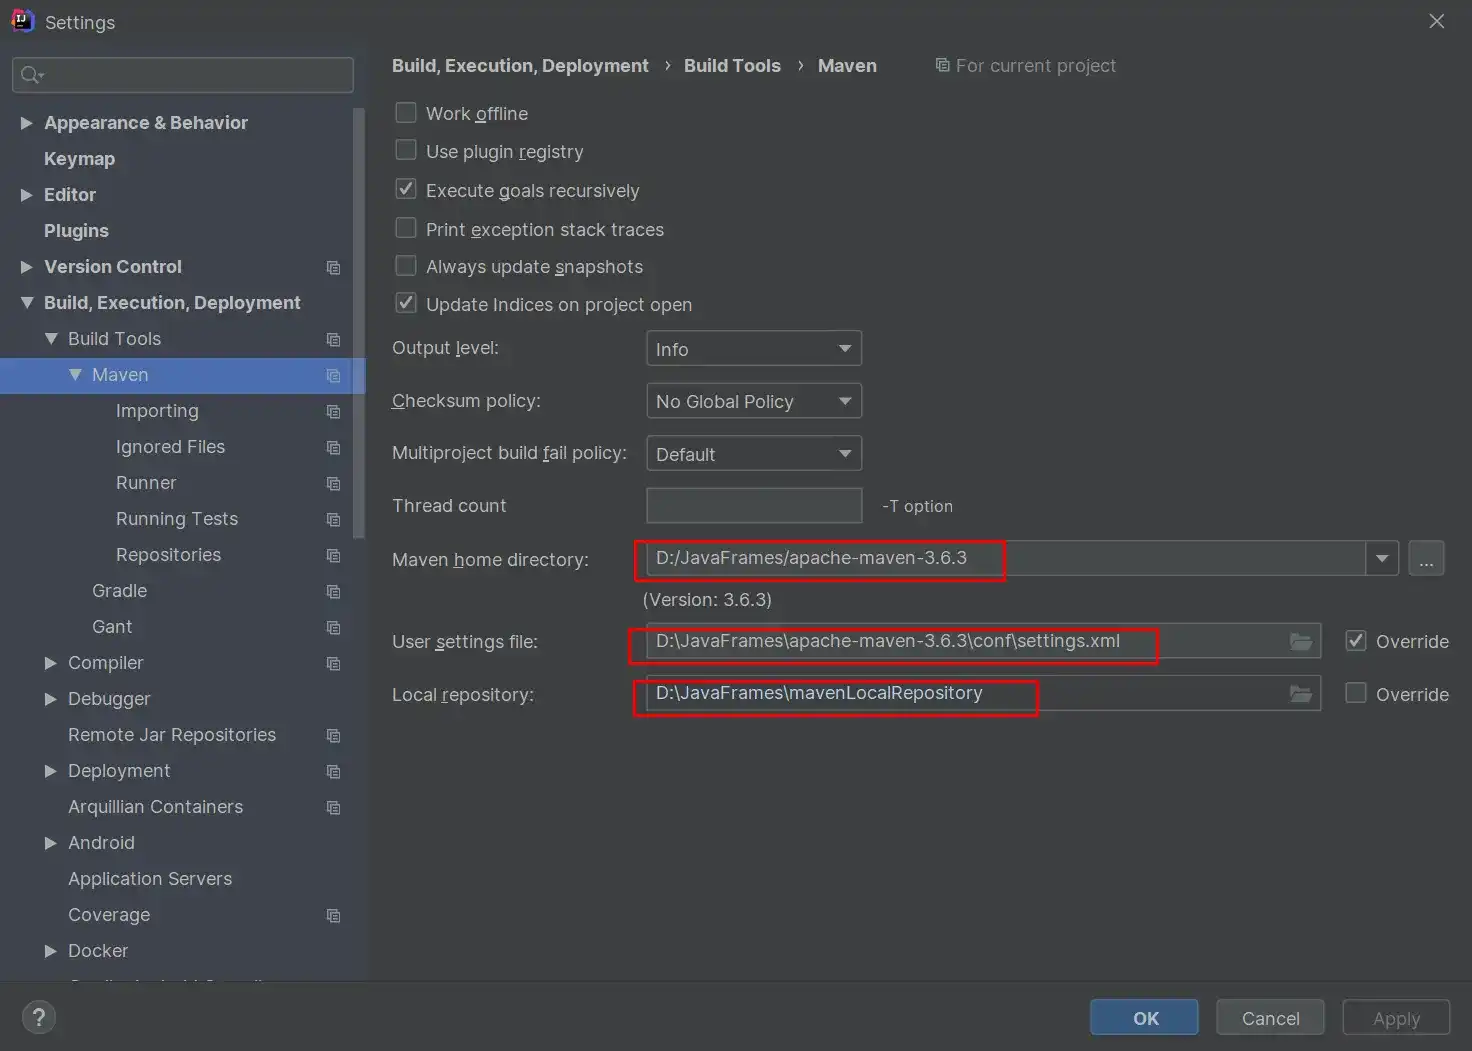 Settings
Appearance & Behavior
Keymap
Editor
Plugins
Version Control
Build, Execution, Deployment
Build Tools
Maven
Importing
Ignored Files
Runner
Running Tests
Repositories
Gradle
Gant
Compiler
Debugger
Remote Jar Repositories
Deployment
Arquillian Containers
Android
Application Servers
Coverage
Docker
Build, Execution, Deployment › Build Tools › Maven For current project
Work offline
Use plugin registry
Execute goals recursively
Print exception stack traces
Always update snapshots
Update Indices on project open
Output level: Info
Checksum policy: No Global Policy
Multiproject build fail policy: Default
Thread count -T option
Maven home directory: D:/JavaFrames/apache-maven-3.6.3 ...
(Version: 3.6.3)
User settings file: D:\JavaFrames\apache-maven-3.6.3\conf\settings.xml Override
Local repository: D:\JavaFrames\mavenLocalRepository Override
? OK Cancel Apply